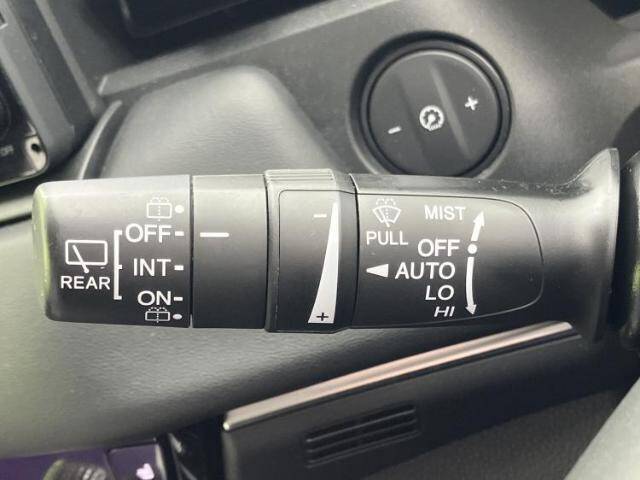 REAR
OFF
INT
ON
- +
PULL
MIST
OFF
AUTO
LO
HI
- +